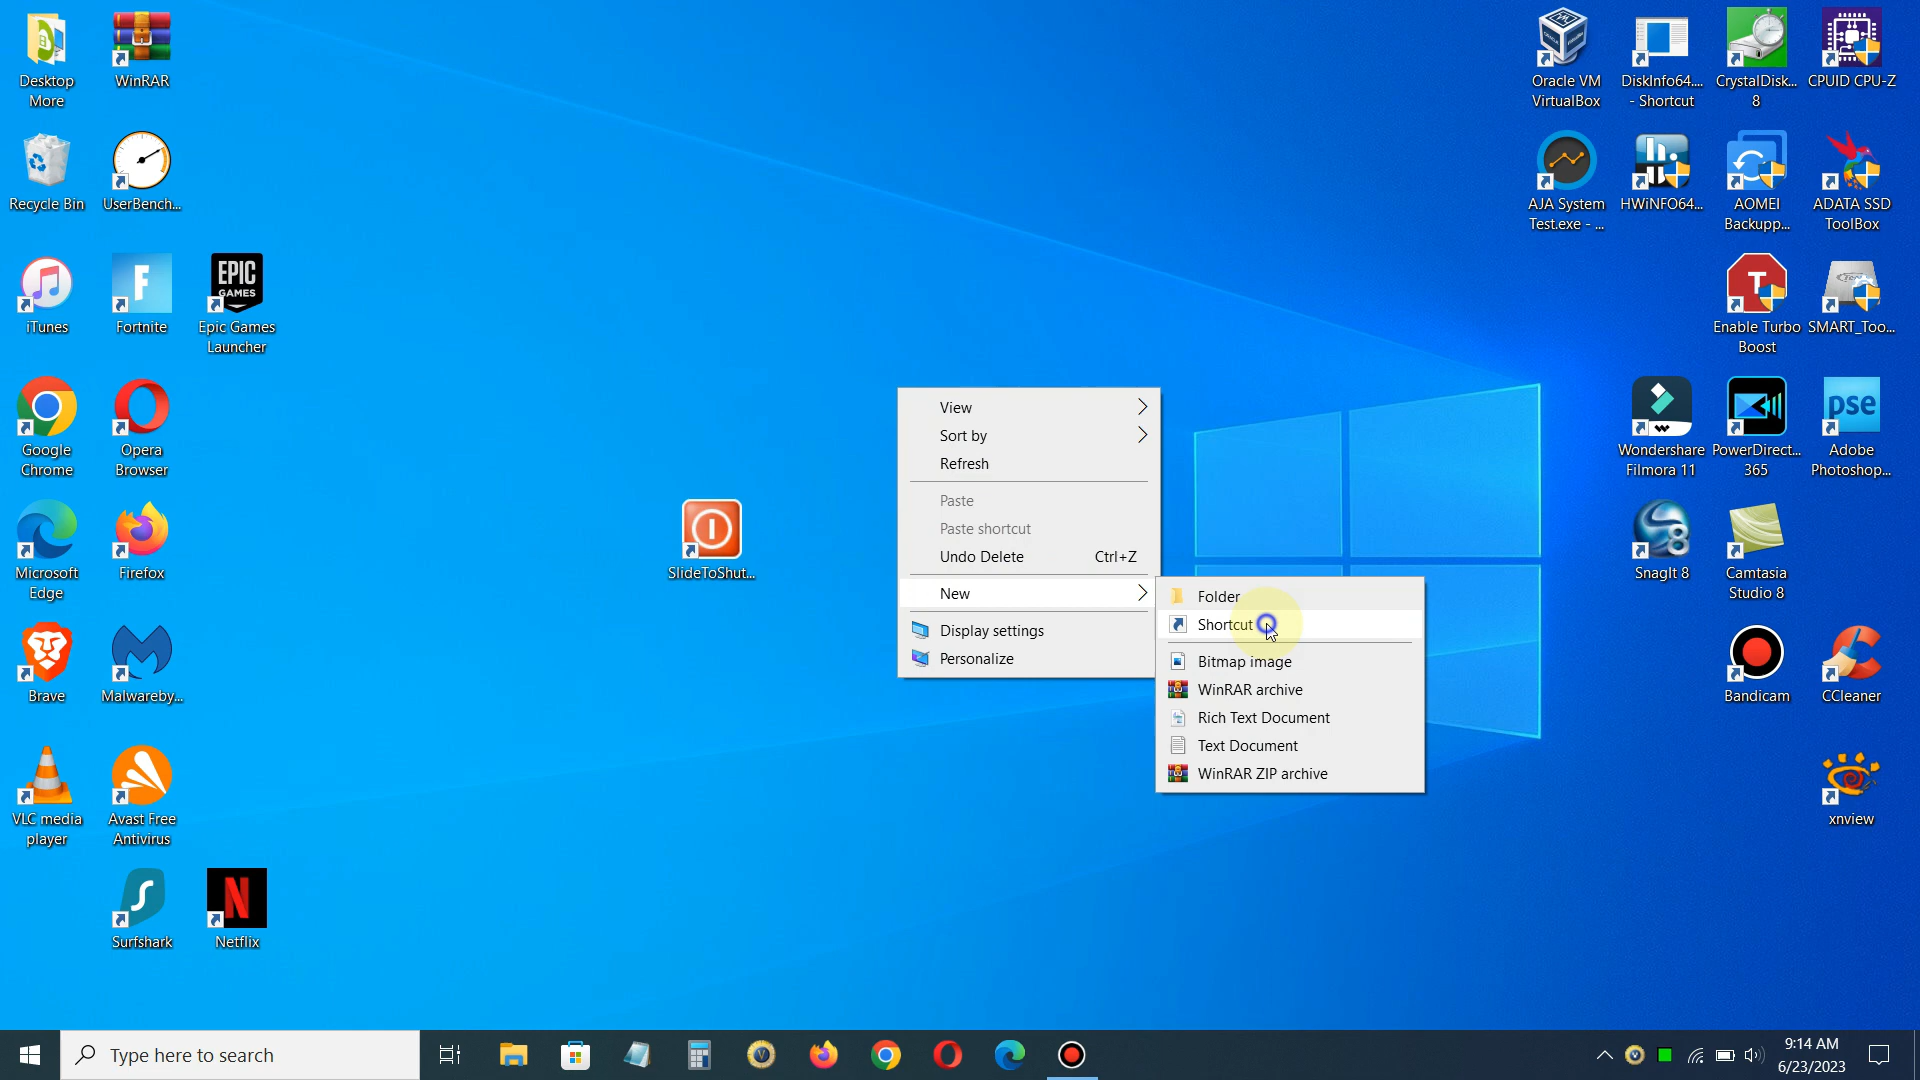 Desktop
More
WinRAR
Recycle Bin
UserBench...
iTunes
Fortnite
EPIC
GAMES
Epic Games
Launcher
Google
Chrome
Opera
Browser
Microsoft
Edge
Firefox
Brave
Malwareby...
VLC media
player
Avast Free
Antivirus
Surfshark
Netflix
SlideToShut...
View
Sort by
Refresh
Paste
Paste shortcut
Undo Delete Ctrl+Z
New
Display settings
Personalize
Folder
Shortcut
Bitmap image
WinRAR archive
Rich Text Document
Text Document
WinRAR ZIP archive
Oracle VM
VirtualBox
DiskInfo64....
- Shortcut
CrystalDisk...
8
CPUID CPU-Z
AJA System
Test.exe - ...
HWiNFO64...
AOMEI
Backupp...
ADATA SSD
ToolBox
Enable Turbo
Boost
SMART_Too...
Wondershare
Filmora 11
PowerDirect...
365
pse
Adobe
Photoshop...
SnagIt 8
Camtasia
Studio 8
Bandicam
CCleaner
xnview
Type here to search
9:14 AM
6/23/2023